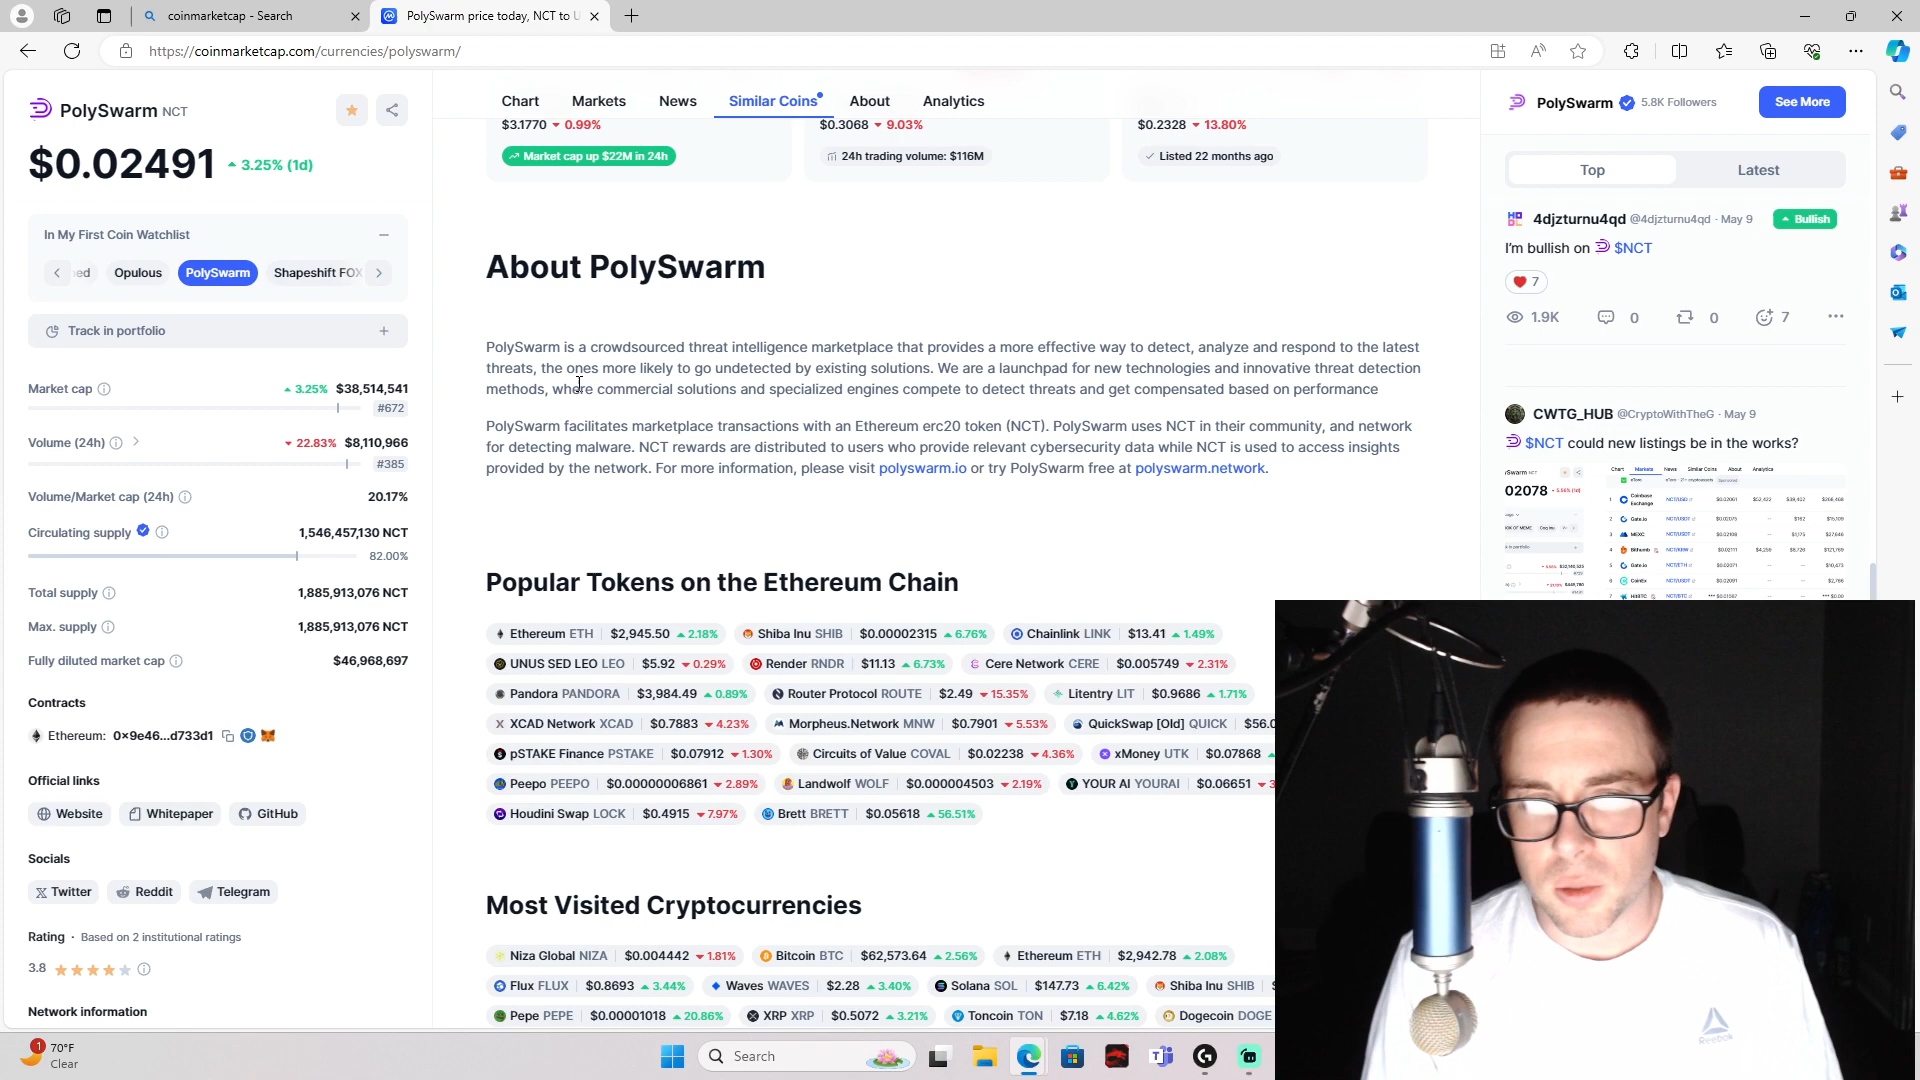 coinmarketcap - Search
PolySwarm price today, NCT to U
https://coinmarketcap.com/currencies/polyswarm/
PolySwarm NCT
$0.02491 3.25% (1d)
In My First Coin Watchlist
ed Opulous PolySwarm Shapeshift FOX
Track in portfolio
Market cap 3.25% $38,514,541
#672
Volume (24h) 22.83% $8,110,966
#385
Volume/Market cap (24h) 20.17%
Circulating supply 1,546,457,130 NCT
82.00%
Total supply 1,885,913,076 NCT
Max. supply 1,885,913,076 NCT
Fully diluted market cap $46,968,697
Contracts
Ethereum: 0x9e46...d733d1
Official links
Website Whitepaper GitHub
Socials
Twitter Reddit Telegram
Rating · Based on 2 institutional ratings
3.8
Network information
Chart Markets News Similar Coins About Analytics
$3.1770 0.99% $0.3068 9.03% $0.2328 13.80%
Market cap up $22M in 24h 24h trading volume: $116M Listed 22 months ago
About PolySwarm
PolySwarm is a crowdsourced threat intelligence marketplace that provides a more effective way to detect, analyze and respond to the latest
threats, the ones more likely to go undetected by existing solutions. We are a launchpad for new technologies and innovative threat detection
methods, where commercial solutions and specialized engines compete to detect threats and get compensated based on performance
PolySwarm facilitates marketplace transactions with an Ethereum erc20 token (NCT). PolySwarm uses NCT in their community, and network
for detecting malware. NCT rewards are distributed to users who provide relevant cybersecurity data while NCT is used to access insights
provided by the network. For more information, please visit polyswarm.io or try PolySwarm free at polyswarm.network.
Popular Tokens on the Ethereum Chain
Ethereum ETH $2,945.50 2.18% Shiba Inu SHIB $0.00002315 6.76% Chainlink LINK $13.41 1.49%
UNUS SED LEO LEO $5.92 0.29% Render RNDR $11.13 6.73% Cere Network CERE $0.005749 2.31%
Pandora PANDORA $3,984.49 0.89% Router Protocol ROUTE $2.49 15.35% Litentry LIT $0.9686 1.71%
XCAD Network XCAD $0.7883 4.23% Morpheus.Network MNW $0.7901 5.53% QuickSwap [Old] QUICK $56.0
pSTAKE Finance PSTAKE $0.07912 1.30% Circuits of Value COVAL $0.02238 4.36% xMoney UTK $0.07868
Peepo PEEPO $0.00000006861 2.89% Landwolf WOLF $0.000004503 2.19% YOUR AI YOURAI $0.06651 3
Houdini Swap LOCK $0.4915 7.97% Brett BRETT $0.05618 56.51%
Most Visited Cryptocurrencies
Niza Global NIZA $0.004442 1.81% Bitcoin BTC $62,573.64 2.56% Ethereum ETH $2,942.78 2.08%
Flux FLUX $0.8693 3.44% Waves WAVES $2.28 3.40% Solana SOL $147.73 6.42% Shiba Inu SHIB $
Pepe PEPE $0.00001018 20.86% XRP XRP $0.5072 3.21% Toncoin TON $7.18 4.62% Dogecoin DOGE
PolySwarm 5.8K Followers See More
Top Latest
4djzturnu4qd @4djzturnu4qd · May 9 Bullish
I'm bullish on $NCT
7
1.9K 0 0 7
CWTG_HUB @CryptoWithTheG · May 9
$NCT could new listings be in the works?
02078
Reebok
1 70°F
Clear
Search